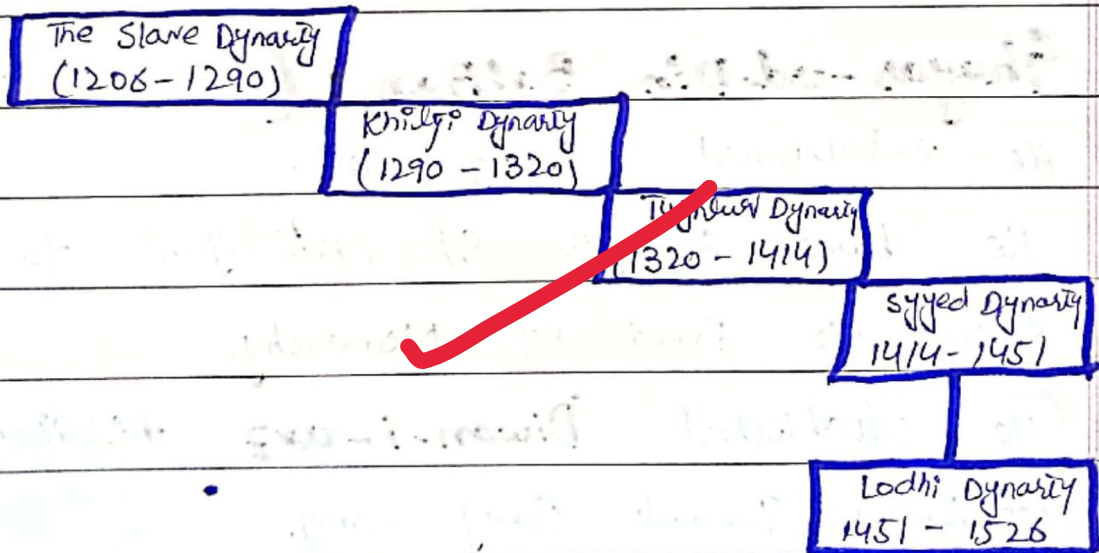 The Slave Dynasty
(1206 - 1290)
Khilji Dynasty
(1290 - 1320)
Dynasty
(1320 - 1414)
Syyed Dynasty
1414 - 1451
Lodhi Dynasty
1451 - 1526